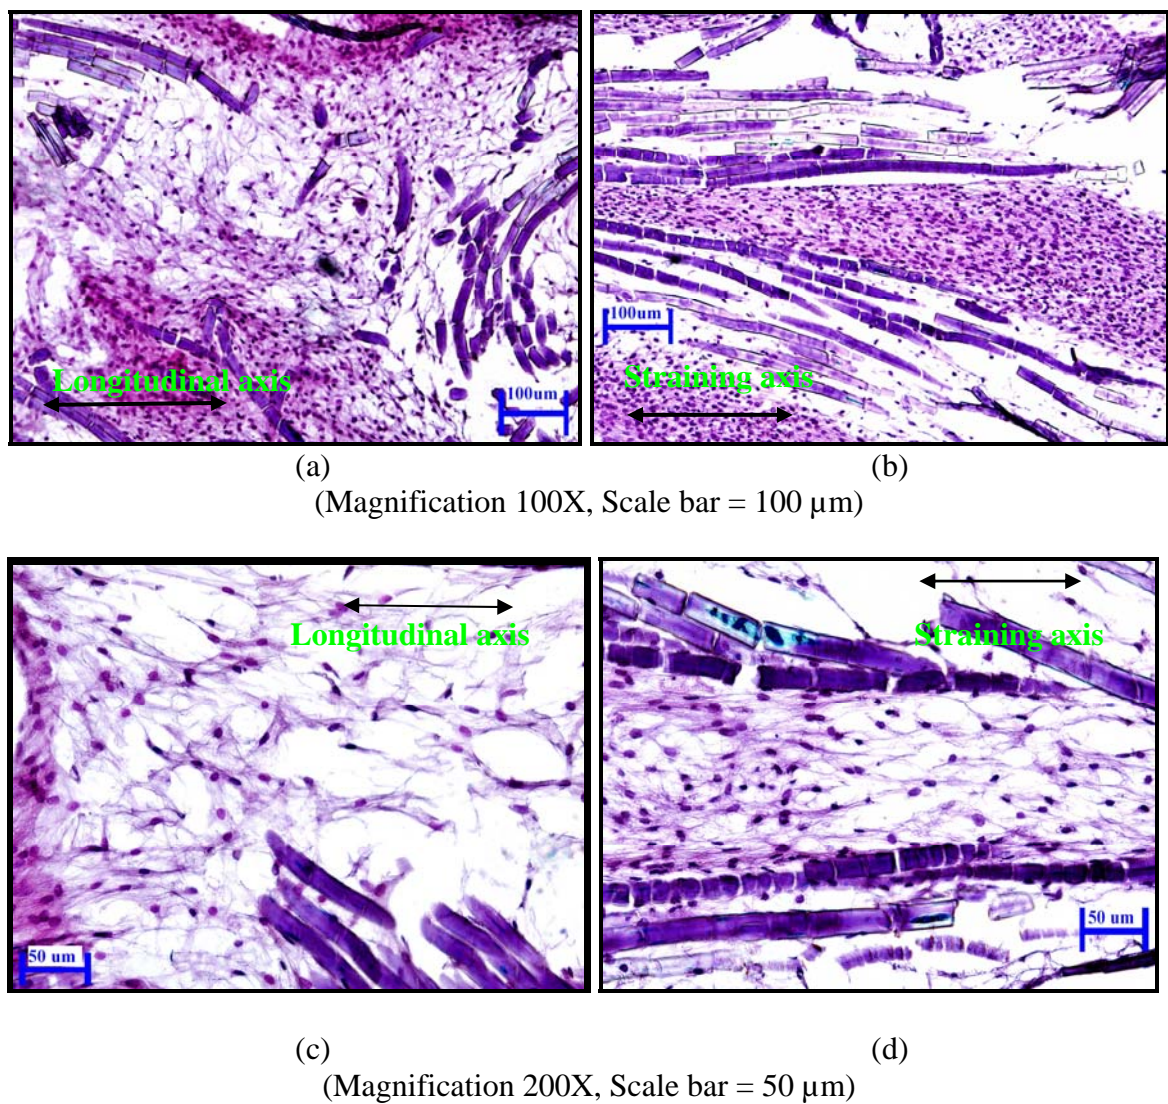 Longitudinal axis
100um
100um
Straining axis
(a)
(b)
(Magnification 100X, Scale bar = 100 µm)
Longitudinal axis
Straining axis
50 um
50 um
(c)
(d)
(Magnification 200X, Scale bar = 50 µm)